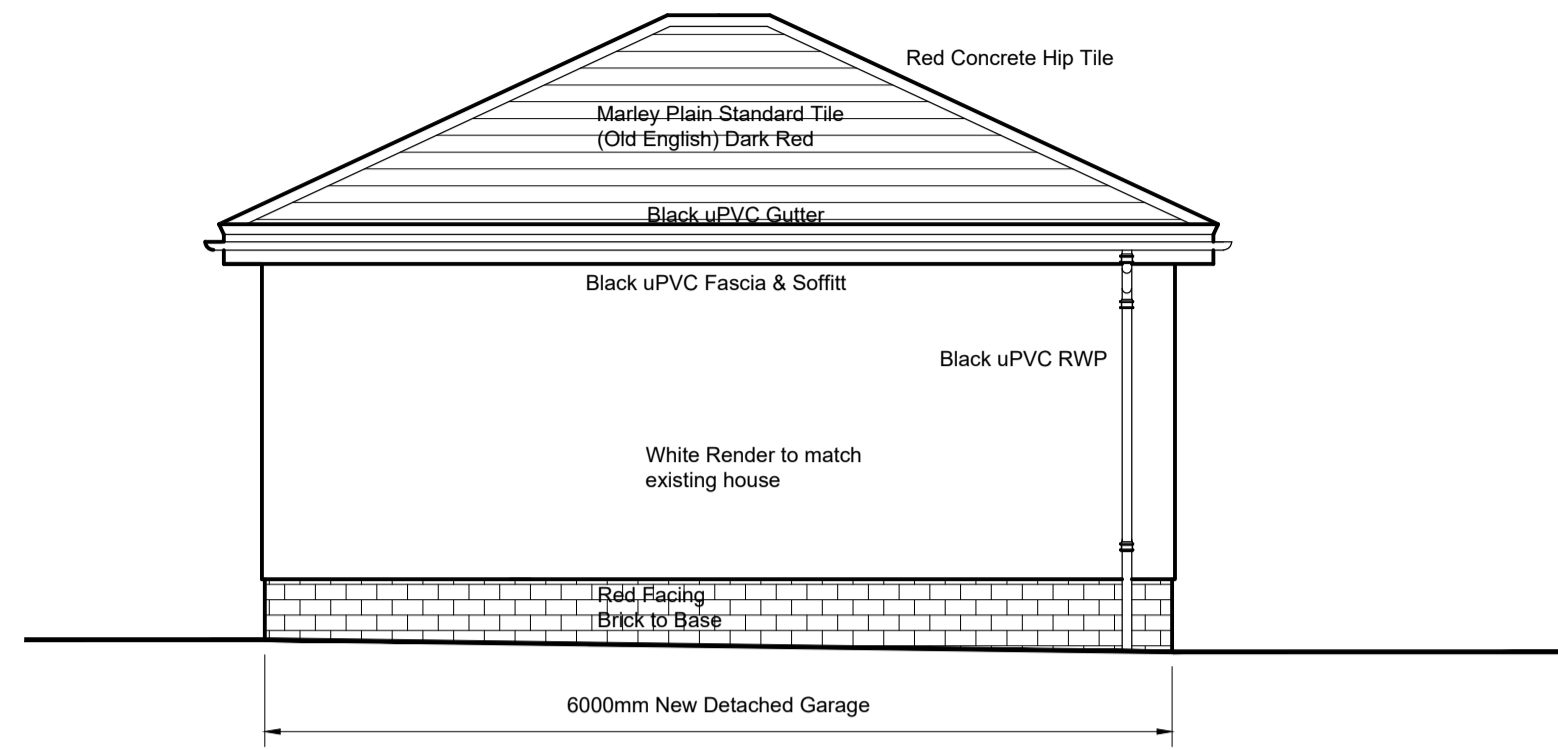 Red Concrete Hip Tile
Marley Plain Standard Tile
(Old English) Dark Red
Black uPVC Gutter
Black uPVC Fascia & Soffitt
Black uPVC RWP
White Render to match
existing house
Red Facing
Brick to Base
6000mm New Detached Garage